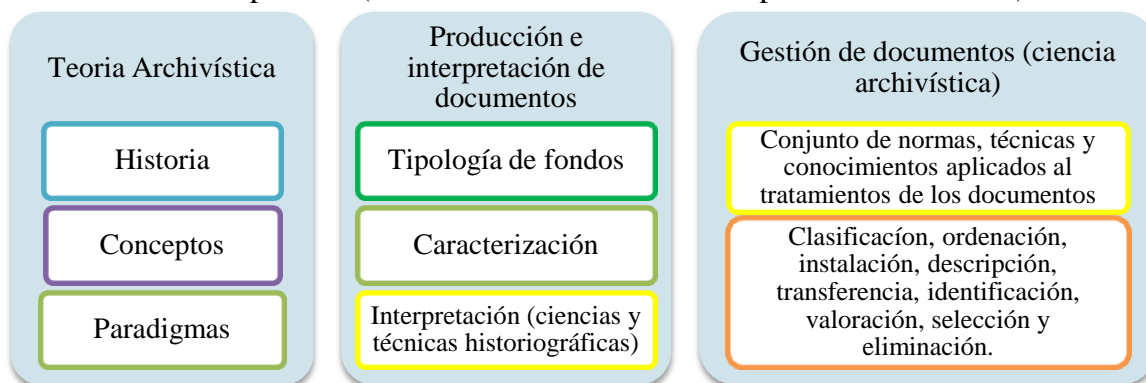 Teoria Archivística
Historia
Conceptos
Paradigmas
Producción e
interpretación de
documentos
Tipología de fondos
Caracterización
Interpretación (ciencias y
técnicas historiográficas)
Gestión de documentos (ciencia
archivística)
Conjunto de normas, técnicas y
conocimientos aplicados al
tratamientos de los documentos
Clasificacíon, ordenación,
instalación, descripción,
transferencia, identificación,
valoración, selección y
eliminación.